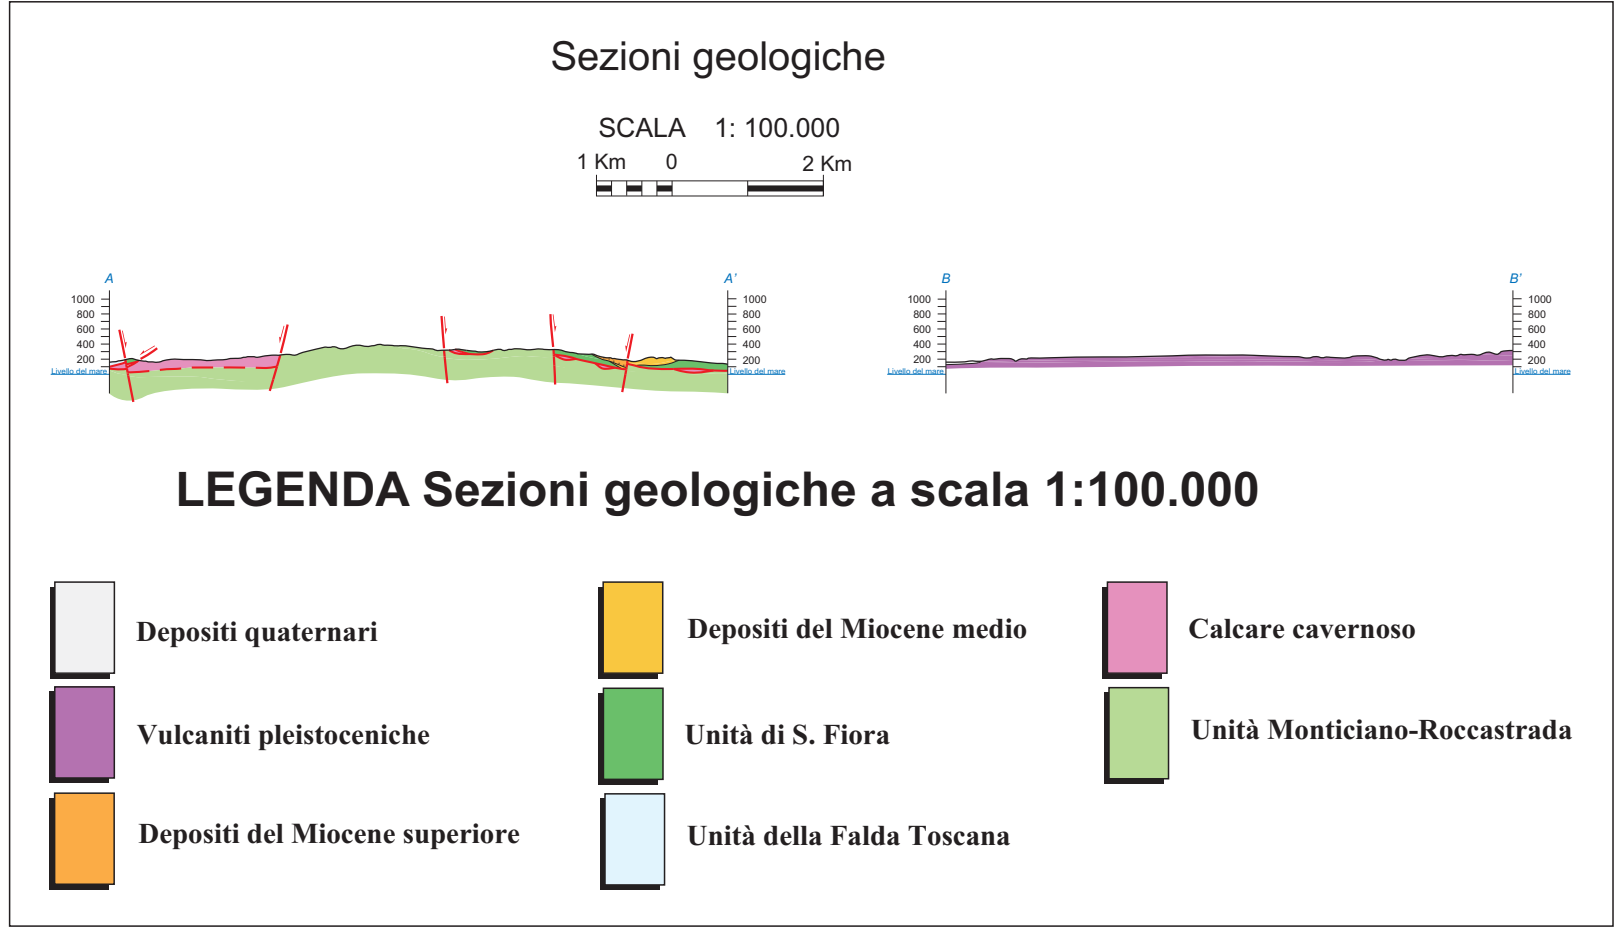 Sezioni geologiche
SCALA 1: 100.000
1 Km 0 2 Km
A A' B B'
1000 1000 1000 1000
800 800 800 800
600 600 600 600
400 400 400 400
200 200 200 200
Livello del mare Livello del mare Livello del mare Livello del mare
LEGENDA Sezioni geologiche a scala 1:100.000
Depositi quaternari
Vulcaniti pleistoceniche
Depositi del Miocene superiore
Depositi del Miocene medio
Unità di S. Fiora
Unità della Falda Toscana
Calcare cavernoso
Unità Monticiano-Roccastrada